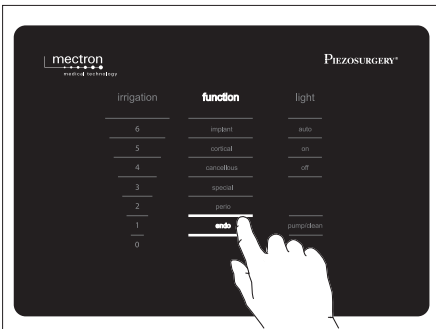 mectron
medical technology
PIEZOSURGERY®
irrigation function light
6 implant auto
5 cortical on
4 cancellous off
3 special
2 perio
1 endo pump/clean
0